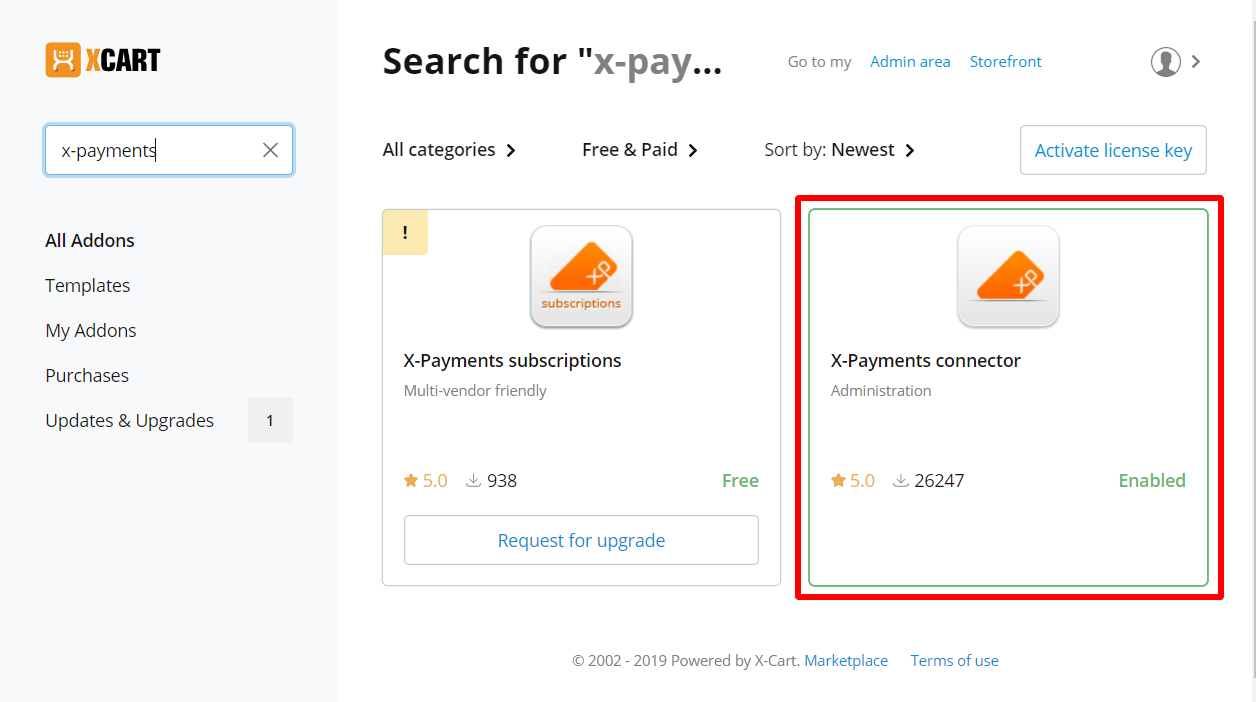 XCART
Search for "x-pay...
Go to my Admin area Storefront
x-payments
All categories Free & Paid Sort by: Newest Activate license key
All Addons
Templates
My Addons
Purchases
Updates & Upgrades 1
!
xp
subscriptions
X-Payments subscriptions
Multi-vendor friendly
5.0 938 Free
Request for upgrade
xp
X-Payments connector
Administration
5.0 26247 Enabled
© 2002 - 2019 Powered by X-Cart. Marketplace Terms of use